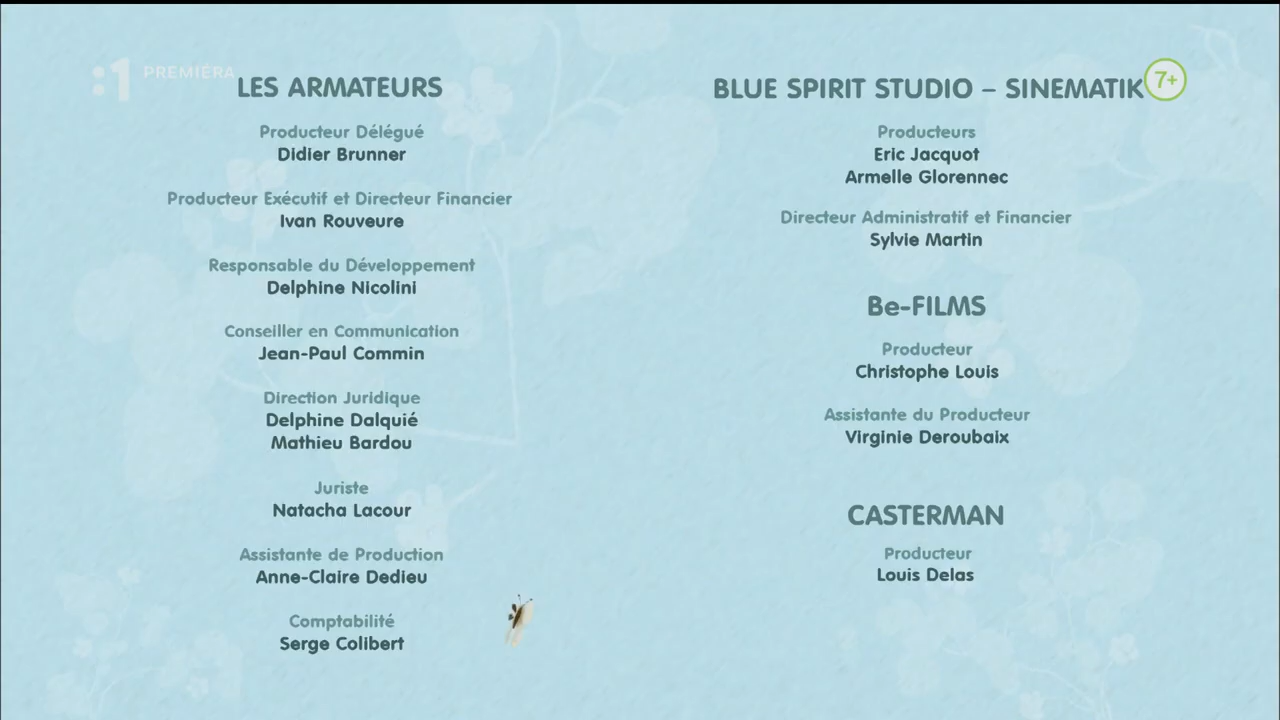 :1 PREMIÉRA
LES ARMATEURS
Producteur Délégué
Didier Brunner
Producteur Exécutif et Directeur Financier
Ivan Rouveure
Responsable du Développement
Delphine Nicolini
Conseiller en Communication
Jean-Paul Commin
Direction Juridique
Delphine Dalquié
Mathieu Bardou
Juriste
Natacha Lacour
Assistante de Production
Anne-Claire Dedieu
Comptabilité
Serge Colibert
BLUE SPIRIT STUDIO – SINEMATIK
7+
Producteurs
Eric Jacquot
Armelle Glorennec
Directeur Administratif et Financier
Sylvie Martin
Be-FILMS
Producteur
Christophe Louis
Assistante du Producteur
Virginie Deroubaix
CASTERMAN
Producteur
Louis Delas